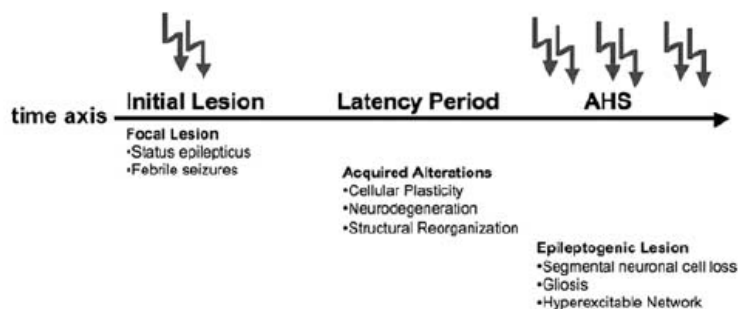 Initial Lesion
Latency Period
AHS
time axis
Focal Lesion
•Status epilepticus
•Febrile seizures
Acquired Alterations
•Cellular Plasticity
•Neurodegeneration
•Structural Reorganization
Epileptogenic Lesion
•Segmental neuronal cell loss
•Gliosis
•Hyperexcitable Network